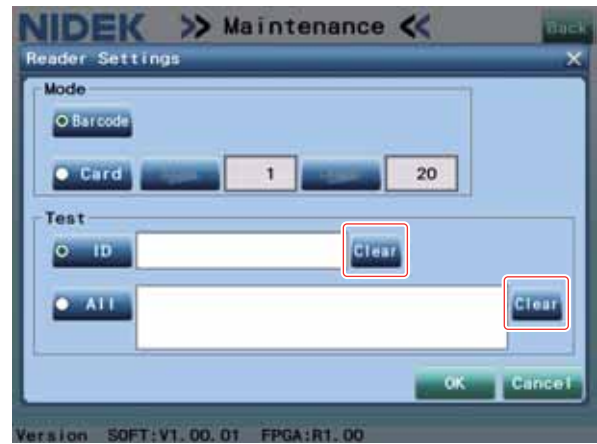 NIDEK >> Maintenance << Back
Reader Settings ×
Mode
Barcode
Card 1 20
Test
ID Clear
All Clear
OK Cancel
Version SOFT:V1.00.01 FPGA:R1.00